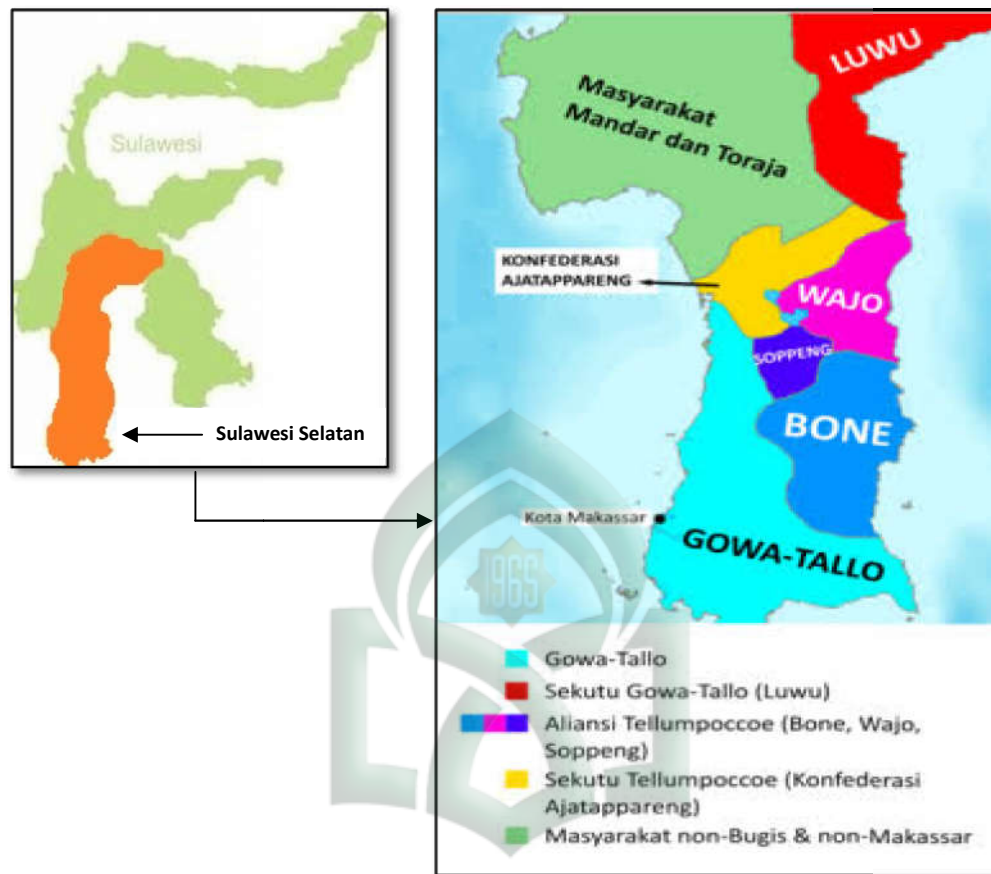 Sulawesi
Sulawesi Selatan
LUWU
Masyarakat
Mandar dan Toraja
KONFEDERASI
AJATAPPARENG
WAJO
SOPPENG
BONE
Kota Makassar
GOWA-TALLO
1965
Gowa-Tallo
Sekutu Gowa-Tallo (Luwu)
Aliansi Tellumpoccoe (Bone, Wajo,
Soppeng)
Sekutu Tellumpoccoe (Konfederasi
Ajatappareng)
Masyarakat non-Bugis & non-Makassar